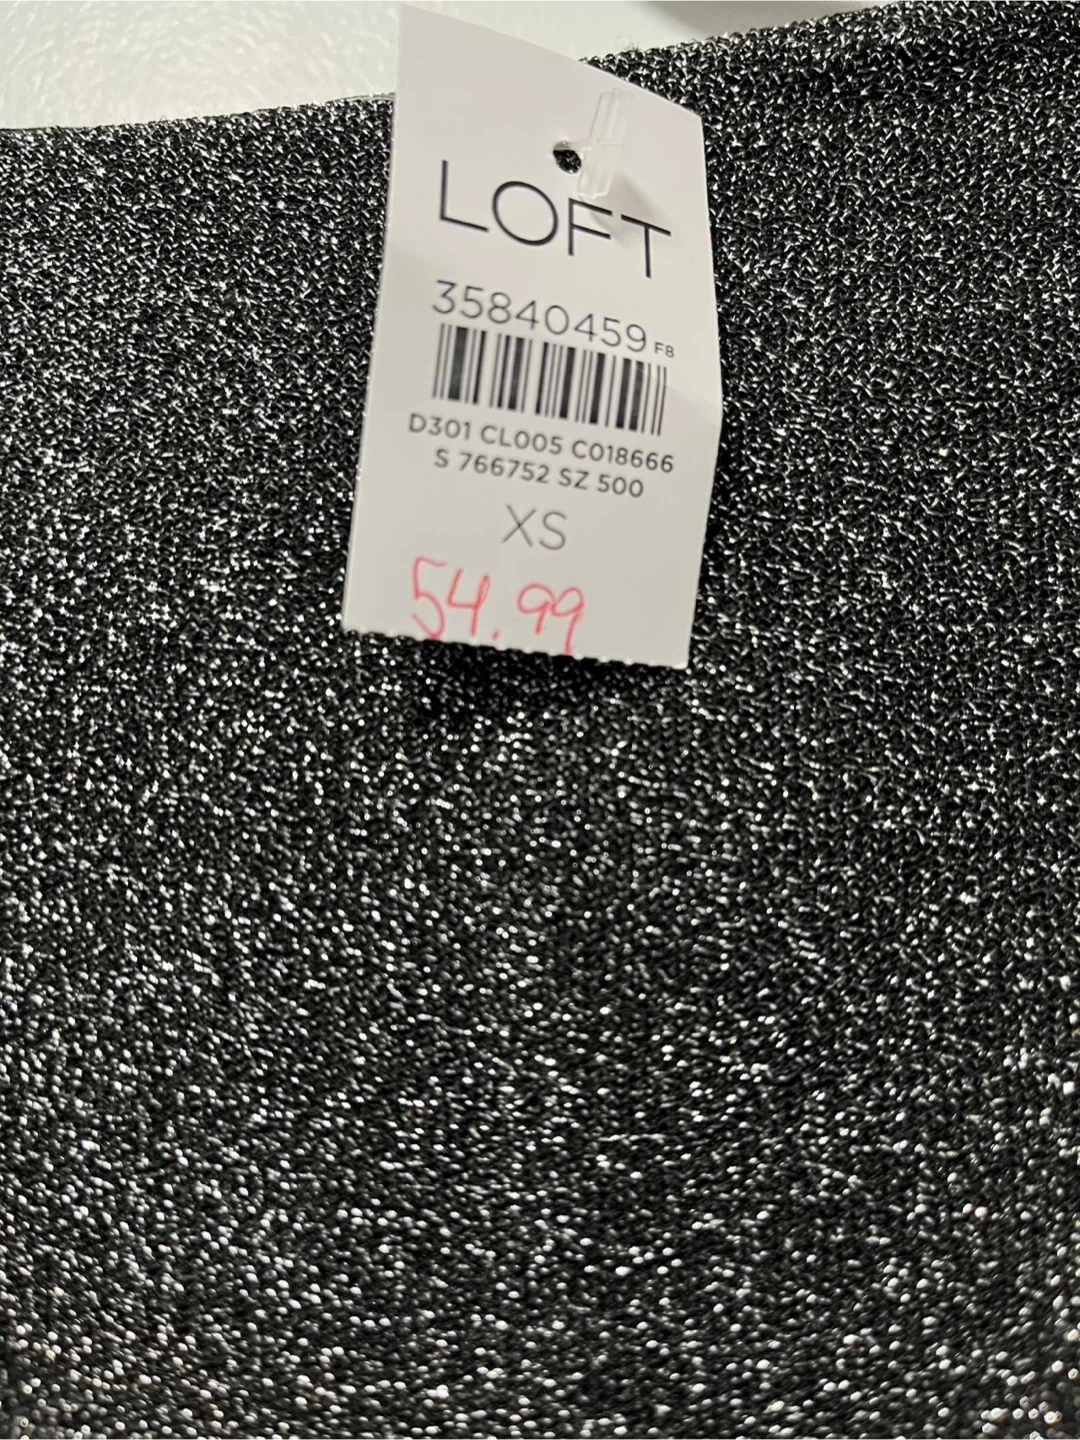 LOFT
35840459 F8
D301 CL005 C018666
S 766752 SZ 500
XS
54.99